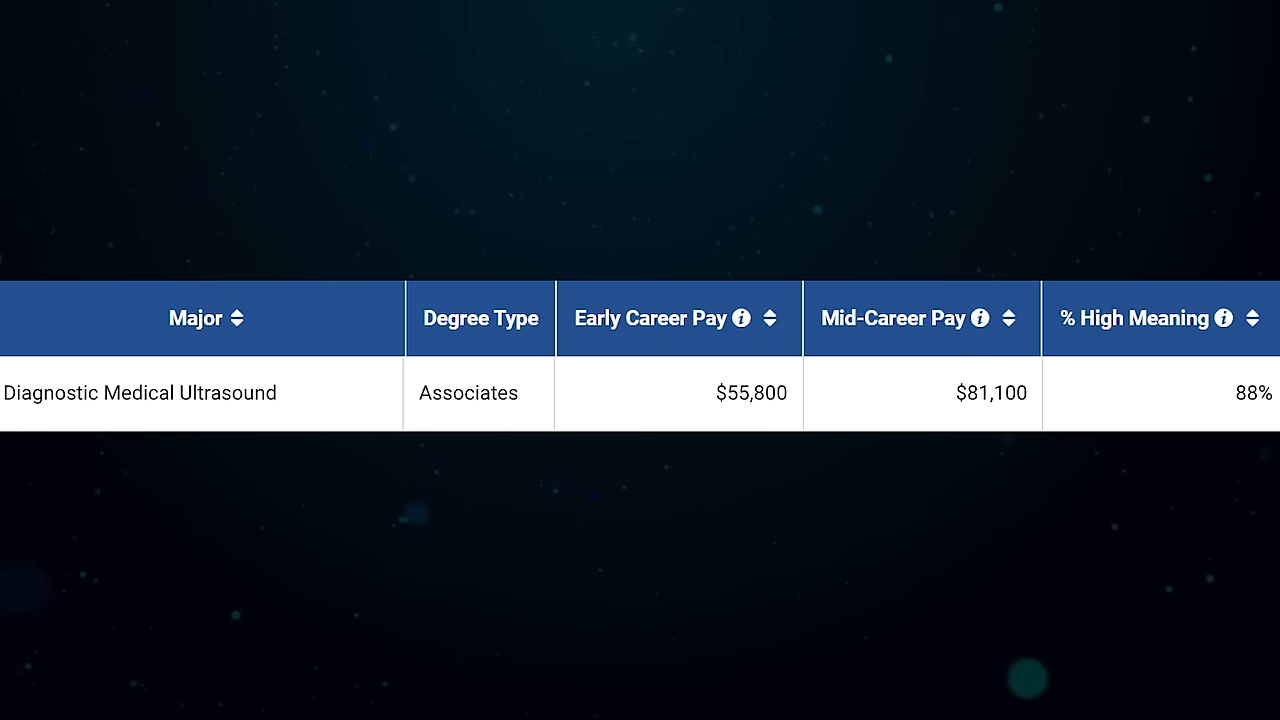 Major Degree Type Early Career Pay Mid-Career Pay % High Meaning
Diagnostic Medical Ultrasound Associates $55,800 $81,100 88%